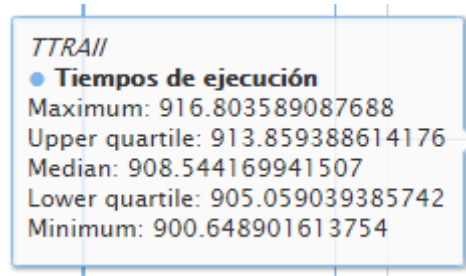 TTRAII
Tiempos de ejecución
Maximum: 916.803589087688
Upper quartile: 913.859388614176
Median: 908.544169941507
Lower quartile: 905.059039385742
Minimum: 900.648901613754